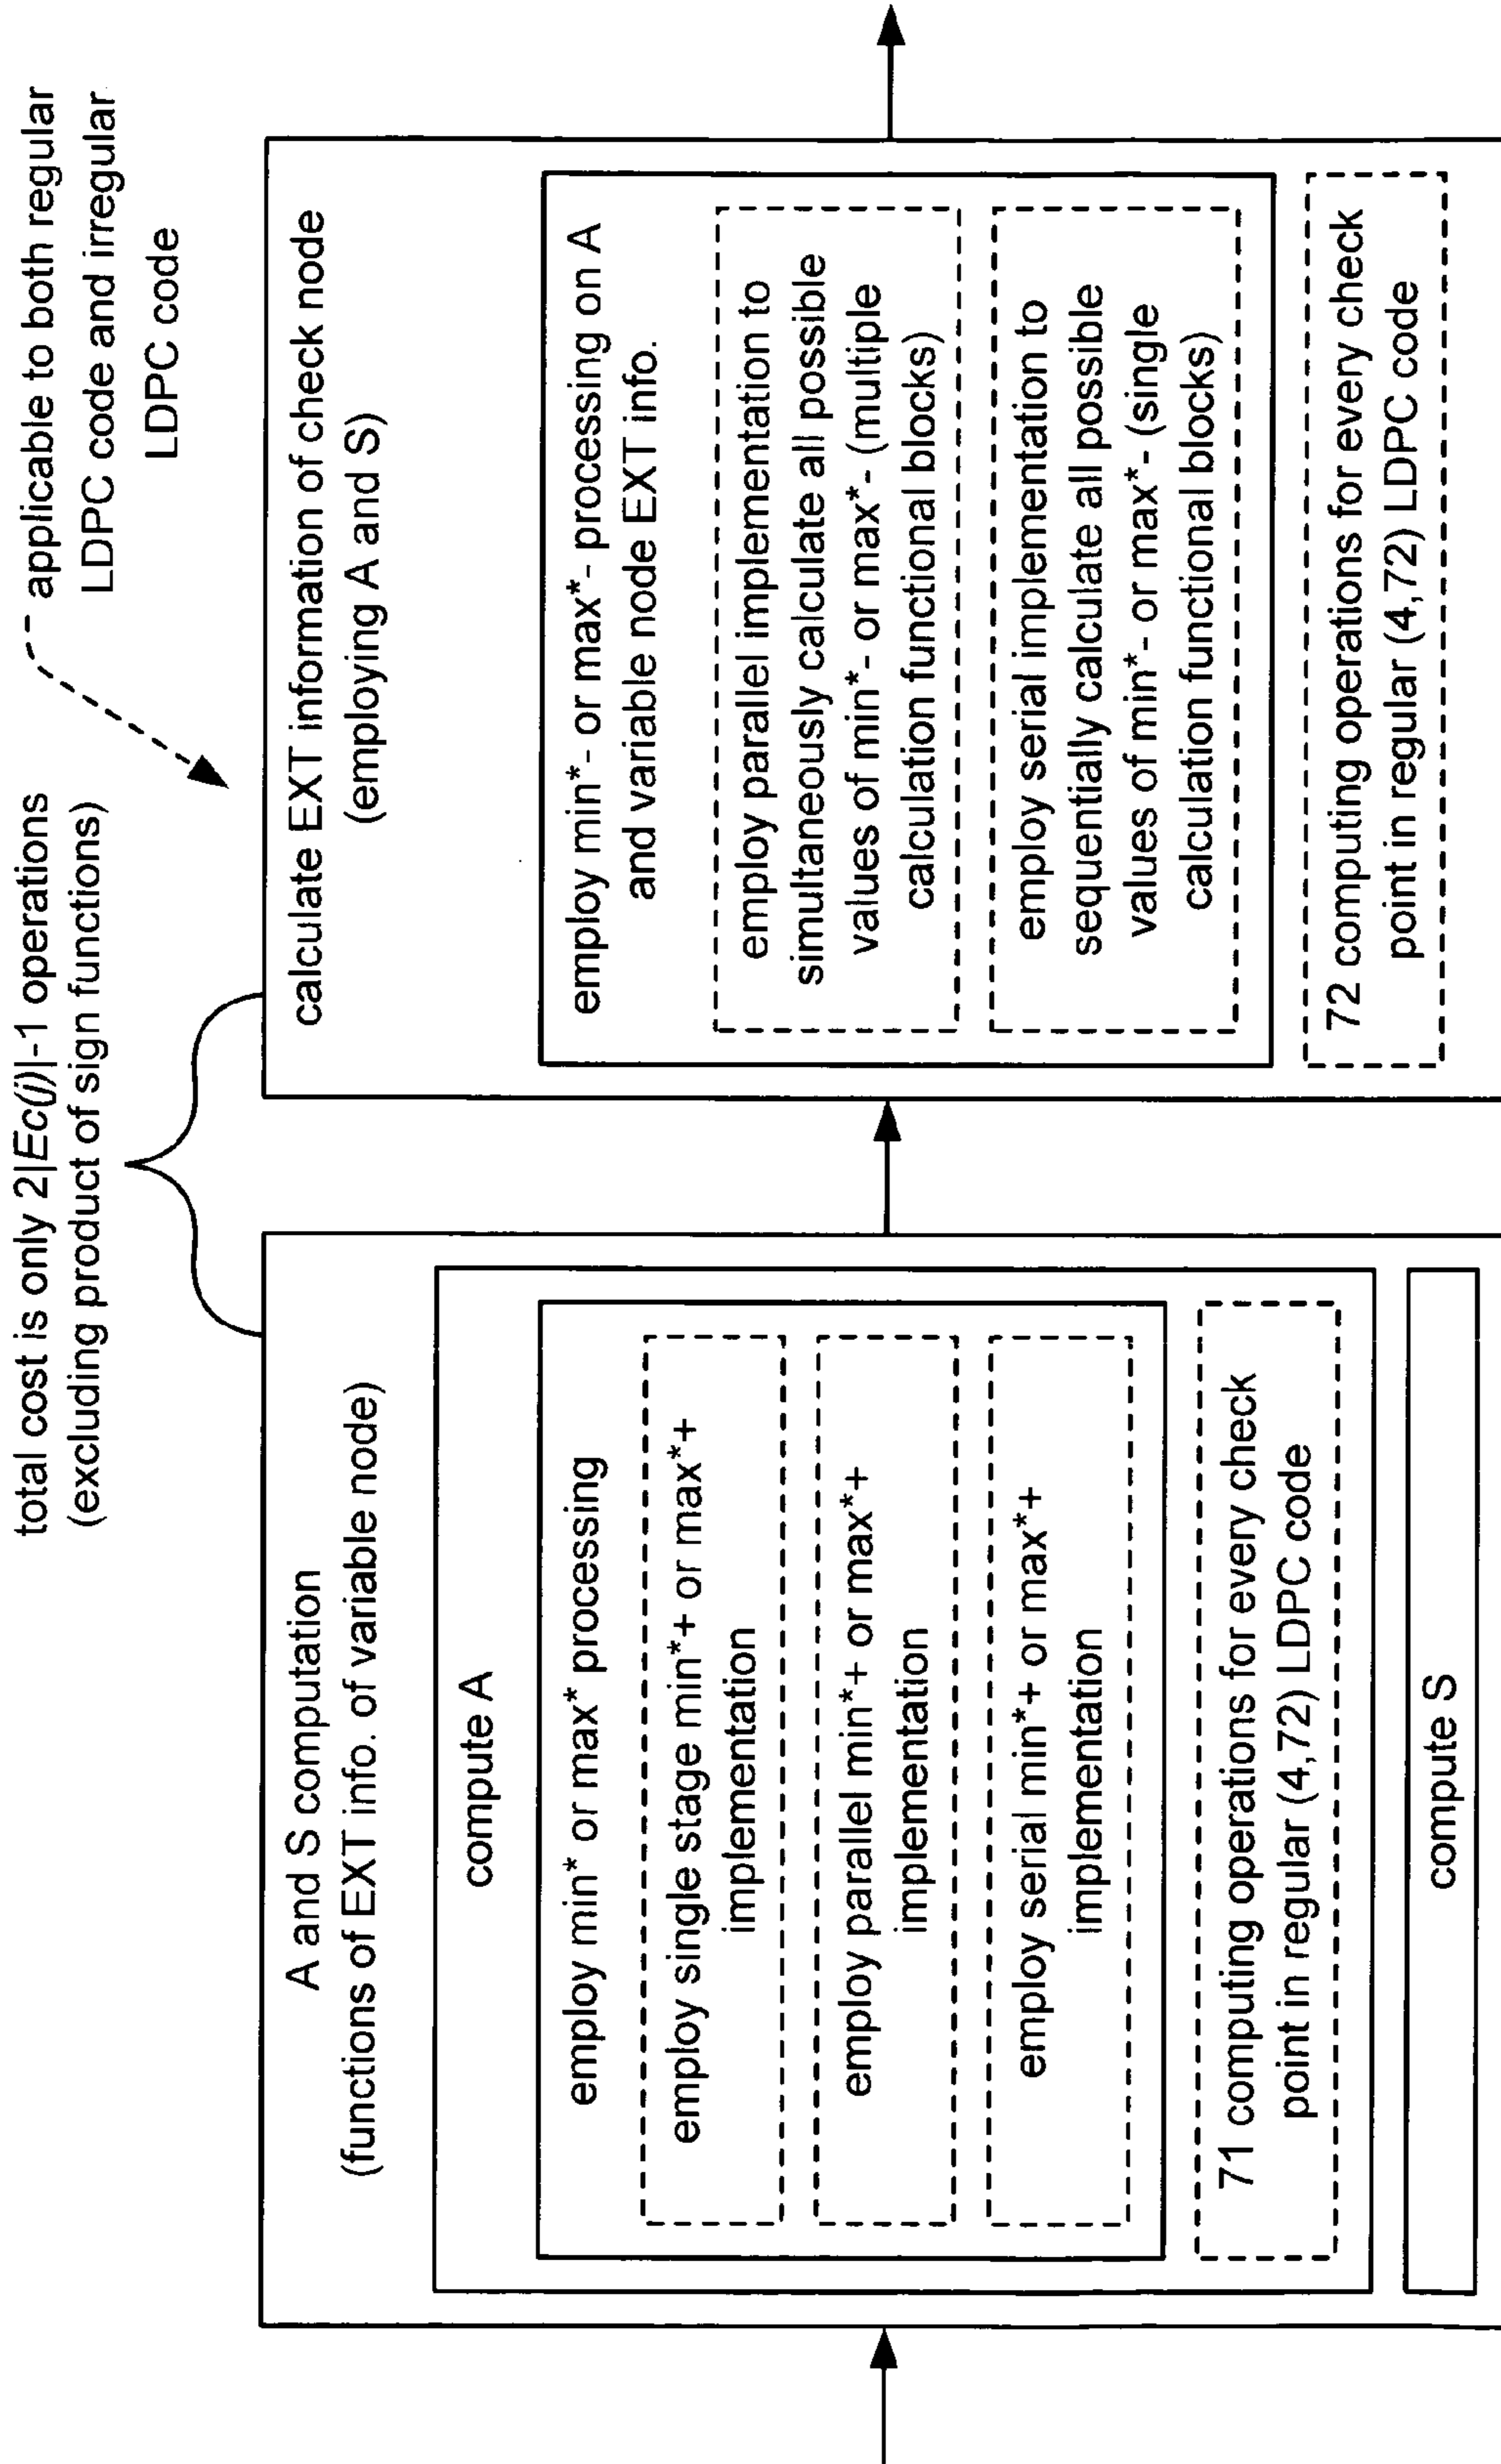 total cost is only 2|Ec(j)|-1 operations
(excluding product of sign functions)
applicable to both regular
LDPC code and irregular
LDPC code
A and S computation
(functions of EXT info. of variable node)
compute A
employ min* or max* processing
employ single stage min*+ or max*+
implementation
employ parallel min*+ or max*+
implementation
employ serial min*+ or max*+
implementation
71 computing operations for every check
point in regular (4,72) LDPC code
compute S
calculate EXT information of check node
(employing A and S)
employ min*- or max*- processing on A
and variable node EXT info.
employ parallel implementation to
simultaneously calculate all possible
values of min*- or max*- (multiple
calculation functional blocks)
employ serial implementation to
sequentially calculate all possible
values of min*- or max*- (single
calculation functional blocks)
72 computing operations for every check
point in regular (4,72) LDPC code